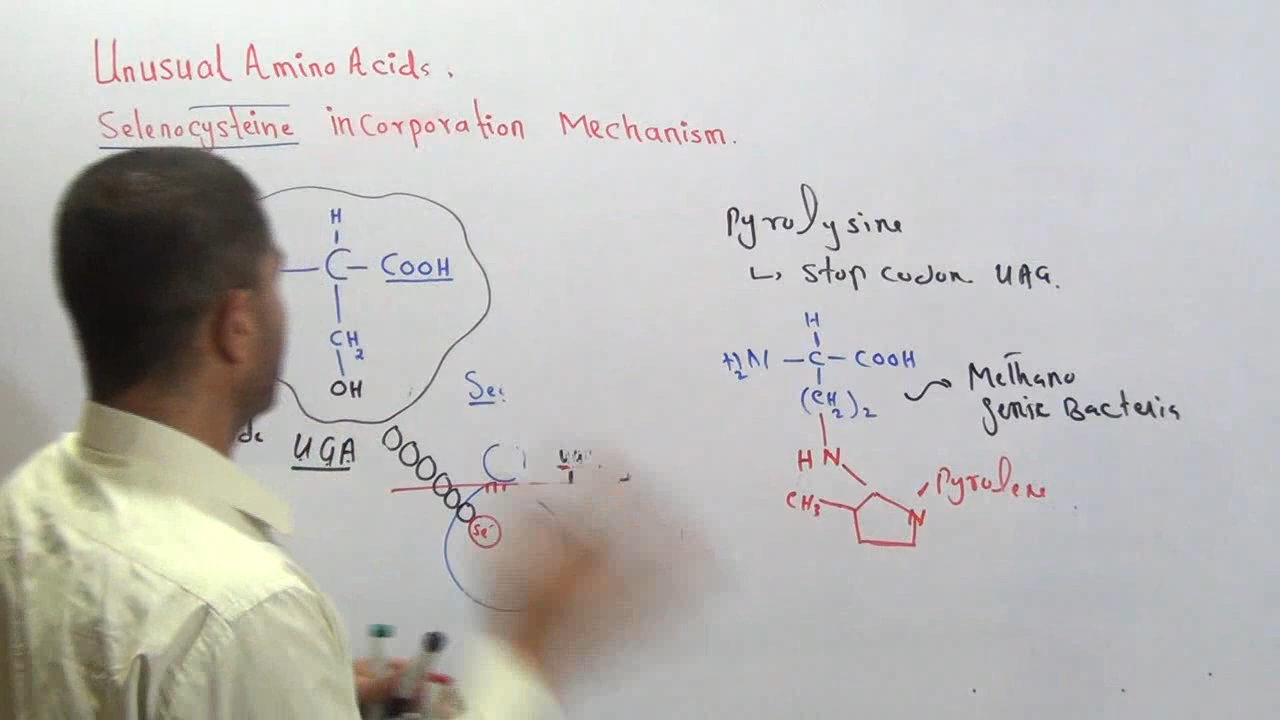 Unusual Amino Acids.
Selenocysteine incorporation Mechanism.
H
C — COOH
CH2
OH
UGA
Se:
Se
Pyrolysine
↳ stop codon UAG.
H
H2N — C — COOH
(CH2)2
Methano
genic Bacteria
H N
CH3
N
Pyrolene